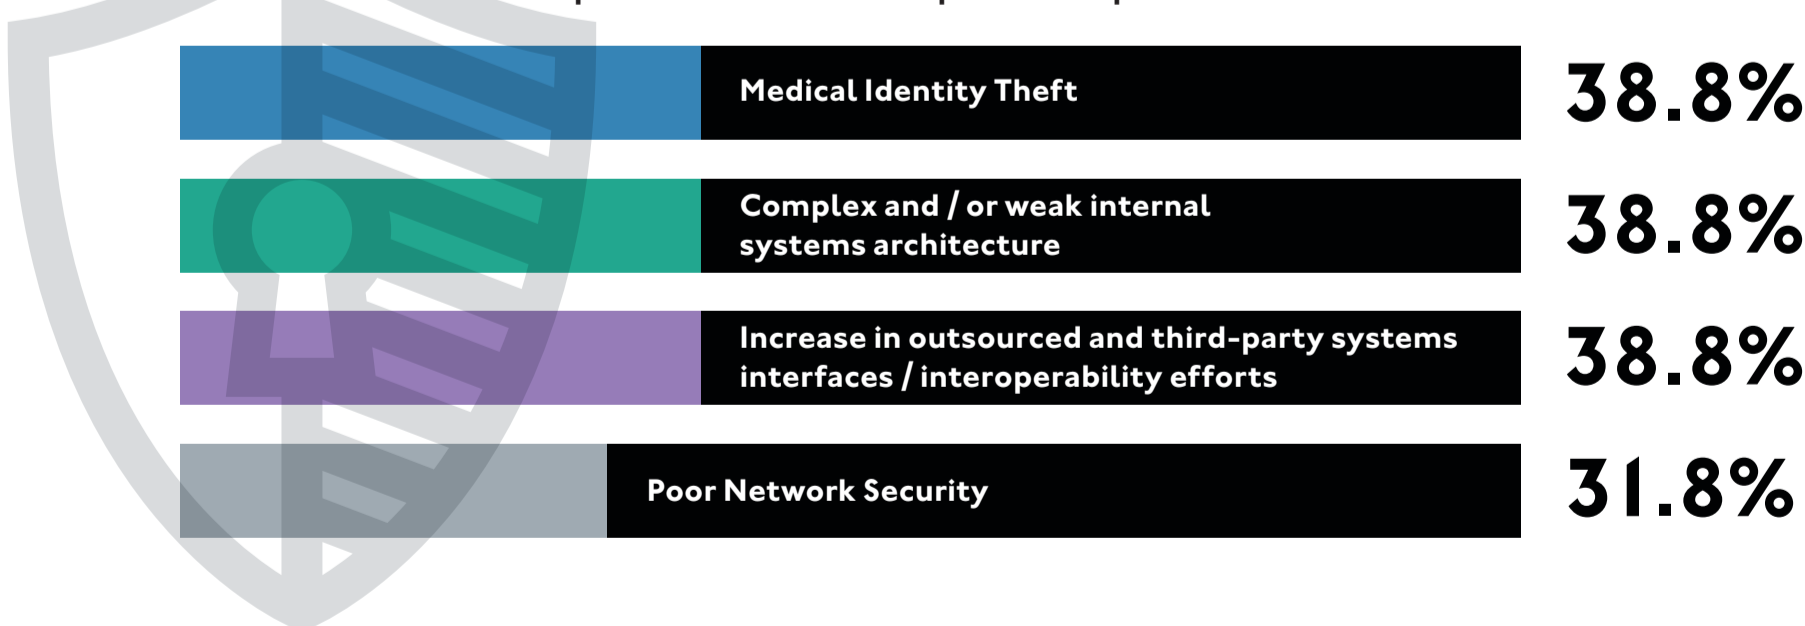 Medical Identity Theft
38.8%
Complex and / or weak internal
systems architecture
38.8%
Increase in outsourced and third-party systems
interfaces / interoperability efforts
38.8%
Poor Network Security
31.8%